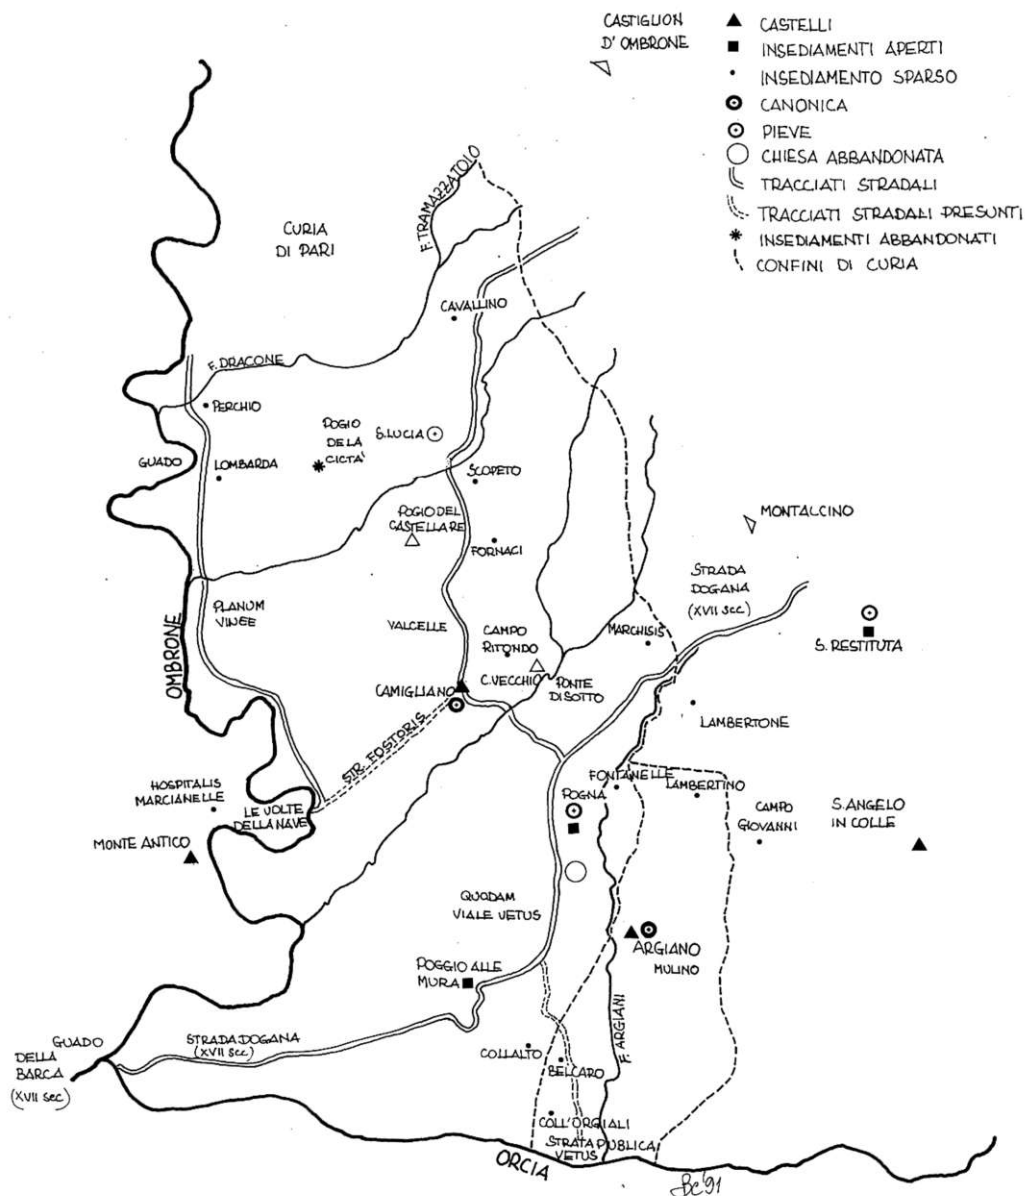 CASTIGLION
D' OMBRONE
CASTELLI
INSEDIAMENTI APERTI
INSEDIAMENTO SPARSO
CANONICA
PIEVE
CHIESA ABBANDONATA
TRACCIATI STRADALI
TRACCIATI STRADALI PRESUNTI
INSEDIAMENTI ABBANDONATI
CONFINI DI CURIA
F. TRAMAZZATOLO
CURIA
DI PARI
CAVALLINO
F. DRACONE
PERCHIO
POGIO
DE LA
CICTA'
S. LUCIA
GUADO
LOMBARDA
SCOPETO
MONTALCINO
POGIO DEL
CASTELLARE
FORNACI
STRADA
DOGANA
(XVII SEC)
PLANUM
VINEE
VALCELLE
CAMPO
RITONDO
MARCHISIS
S. RESTITUTA
OMBRONE
C. VECCHIO
PONTE
DI SOTTO
CAMIGLIANO
STR. FOSTORIS
LAMBERTONE
HOSPITALIS
MARCIANELLE
LE VOLTE
DELLA NAVE
FONTANELLE
LAMBERTINO
POGNA
CAMPO
GIOVANNI
S. ANGELO
IN COLLE
MONTE ANTICO
QUODAM
VIALE VETUS
ARGIANO
MULINO
POGGIO ALLE
MURA
F. ARGIANI
GUADO
DELLA
BARCA
(XVII SEC)
STRADA DOGANA
(XVII SEC)
COLLALTO
BELCARO
COLL'ORGIALI
STRATA PUBLICA
VETUS
ORCIA
BC '91